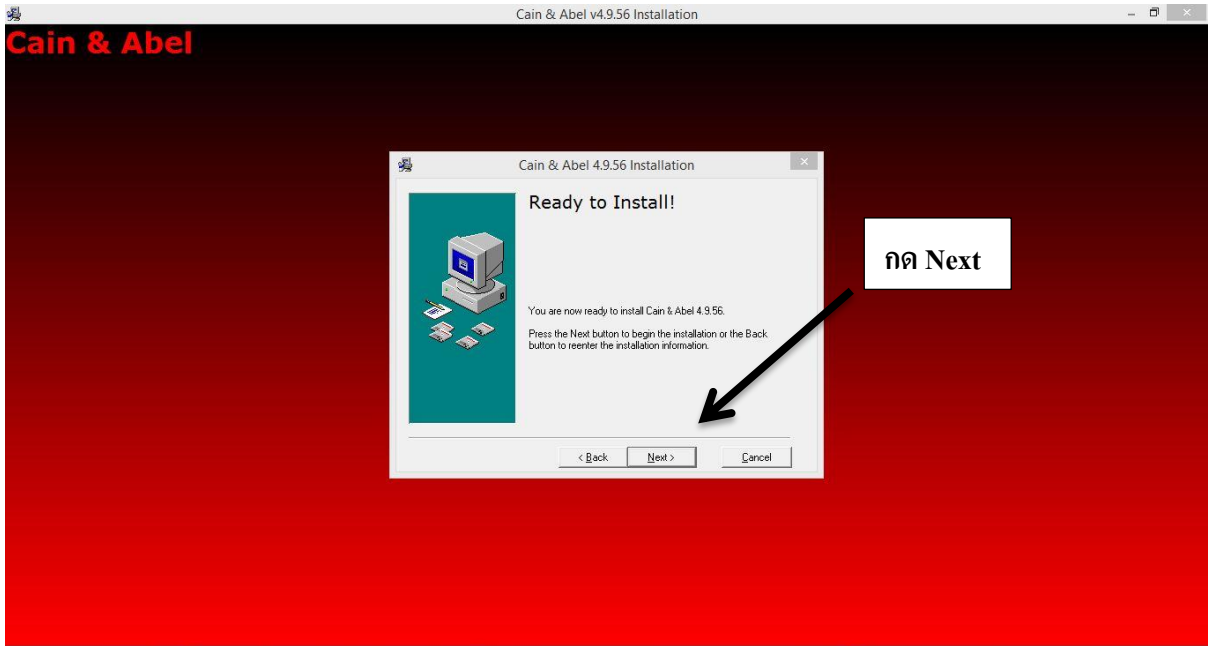 Cain & Abel v4.9.56 Installation
Cain & Abel
Cain & Abel 4.9.56 Installation
Ready to Install!
กด Next
You are now ready to install Cain & Abel 4.9.56.
Press the Next button to begin the installation or the Back
button to reenter the installation information.
< Back
Next >
Cancel